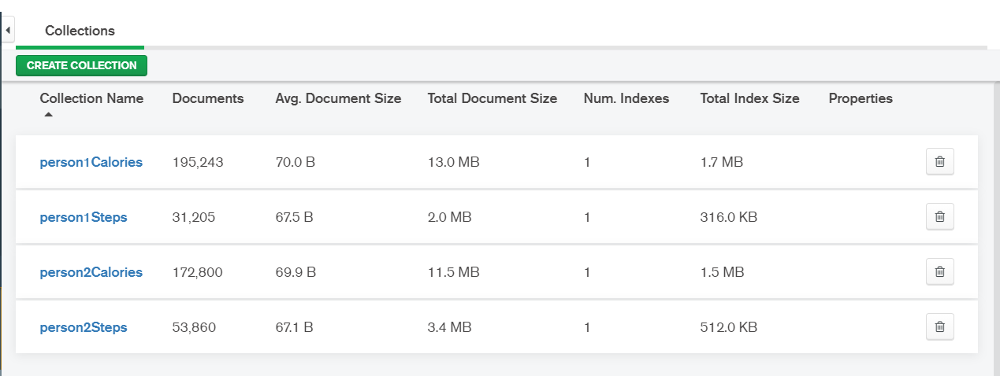 Collections
CREATE COLLECTION
Collection Name Documents Avg. Document Size Total Document Size Num. Indexes Total Index Size Properties
person1Calories 195,243 70.0 B 13.0 MB 1 1.7 MB
person1Steps 31,205 67.5 B 2.0 MB 1 316.0 KB
person2Calories 172,800 69.9 B 11.5 MB 1 1.5 MB
person2Steps 53,860 67.1 B 3.4 MB 1 512.0 KB